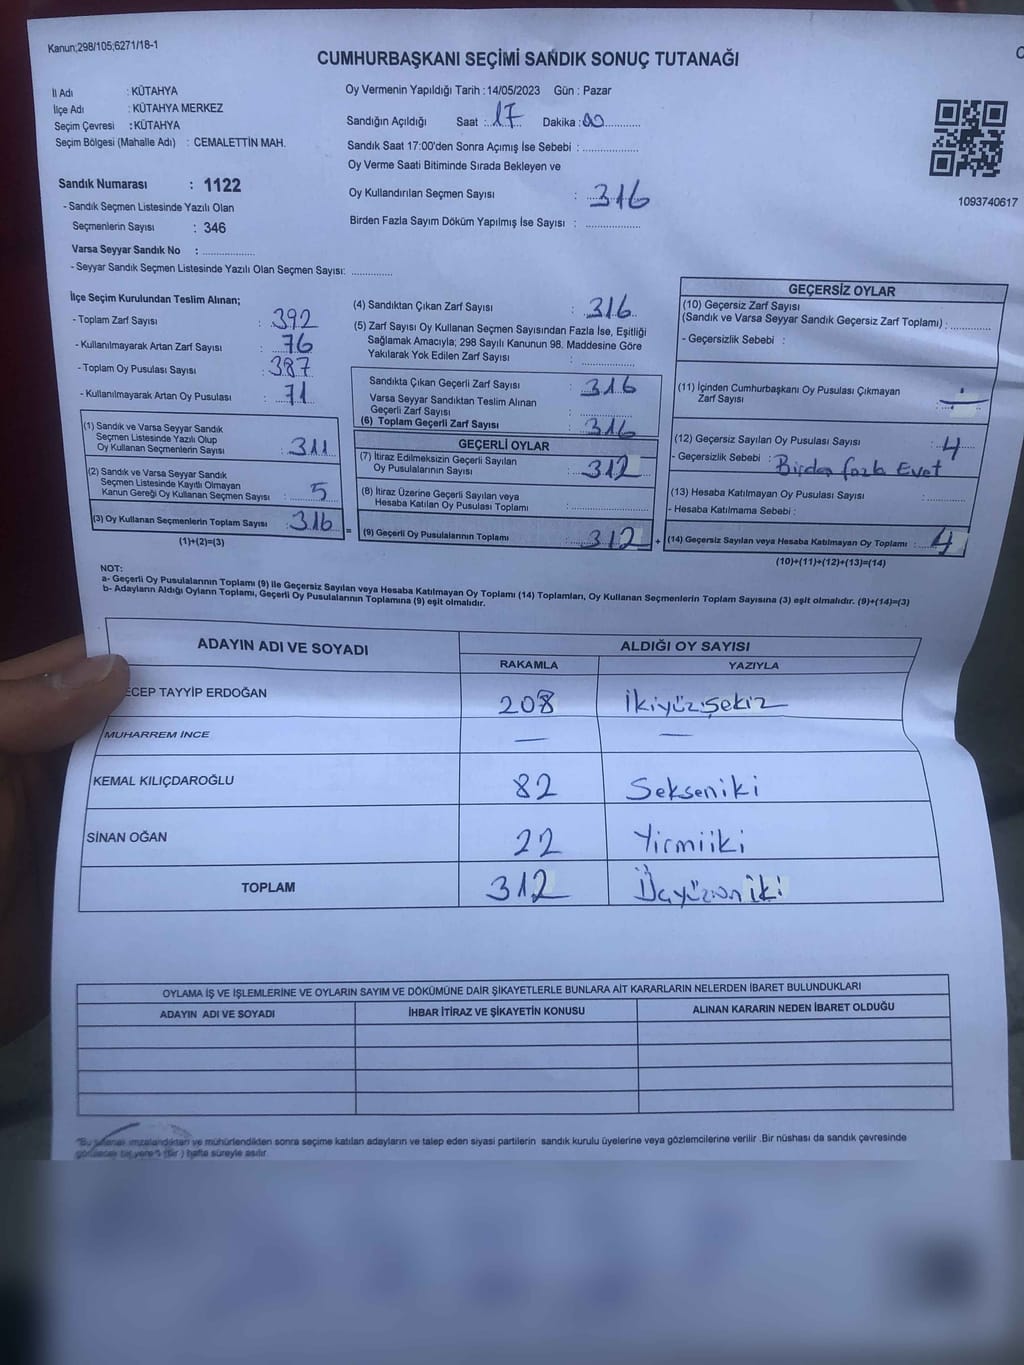 Kanun;298/105;6271/18-1
CUMHURBAŞKANI SEÇİMİ SANDIK SONUÇ TUTANAĞI
İl Adı : KÜTAHYA
İlçe Adı : KÜTAHYA MERKEZ
Seçim Çevresi : KÜTAHYA
Seçim Bölgesi (Mahalle Adı) : CEMALETTİN MAH.
Sandık Numarası : 1122
- Sandık Seçmen Listesinde Yazılı Olan
Seçmenlerin Sayısı : 346
Varsa Seyyar Sandık No : ................
- Seyyar Sandık Seçmen Listesinde Yazılı Olan Seçmen Sayısı: ............
Oy Vermenin Yapıldığı Tarih : 14/05/2023 Gün : Pazar
Sandığın Açıldığı Saat : 17 Dakika : 00
Sandık Saat 17:00'den Sonra Açımış İse Sebebi : ................
Oy Verme Saati Bitiminde Sırada Bekleyen ve
Oy Kullandırılan Seçmen Sayısı : 316
Birden Fazla Sayım Döküm Yapılmış İse Sayısı : ................
1093740617
İlçe Seçim Kurulundan Teslim Alınan;
- Toplam Zarf Sayısı : 392
- Kullanılmayarak Artan Zarf Sayısı : 76
- Toplam Oy Pusulası Sayısı : 387
- Kullanılmayarak Artan Oy Pusulası : 71
(1) Sandık ve Varsa Seyyar Sandık
Seçmen Listesinde Yazılı Olup
Oy Kullanan Seçmenlerin Sayısı : 311
(2) Sandık ve Varsa Seyyar Sandık
Seçmen Listesinde Kayıtlı Olmayan
Kanun Gereği Oy Kullanan Seçmen Sayısı : 5
(3) Oy Kullanan Seçmenlerin Toplam Sayısı : 316
(1)+(2)=(3)
(4) Sandıktan Çıkan Zarf Sayısı : 316
(5) Zarf Sayısı Oy Kullanan Seçmen Sayısından Fazla İse, Eşitliği
Sağlamak Amacıyla; 298 Sayılı Kanunun 98. Maddesine Göre
Yakılarak Yok Edilen Zarf Sayısı : ................
Sandıkta Çıkan Geçerli Zarf Sayısı : 316
Varsa Seyyar Sandıktan Teslim Alınan
Geçerli Zarf Sayısı : ................
(6) Toplam Geçerli Zarf Sayısı : 316
GEÇERLİ OYLAR
(7) İtiraz Edilmeksizin Geçerli Sayılan
Oy Pusulalarının Sayısı : 312
(8) İtiraz Üzerine Geçerli Sayılan veya
Hesaba Katılan Oy Pusulası Toplamı : ................
= (9) Geçerli Oy Pusulalarının Toplamı : 312
GEÇERSİZ OYLAR
(10) Geçersiz Zarf Sayısı
(Sandık ve Varsa Seyyar Sandık Geçersiz Zarf Toplamı) : ............
- Geçersizlik Sebebi :
(11) İçinden Cumhurbaşkanı Oy Pusulası Çıkmayan
Zarf Sayısı : —
(12) Geçersiz Sayılan Oy Pusulası Sayısı : 4
- Geçersizlik Sebebi : Birden fazla Evet
(13) Hesaba Katılmayan Oy Pusulası Sayısı : ............
- Hesaba Katılmama Sebebi :
+ (14) Geçersiz Sayılan veya Hesaba Katılmayan Oy Toplamı : 4
(10)+(11)+(12)+(13)=(14)
NOT:
a- Geçerli Oy Pusulalarının Toplamı (9) ile Geçersiz Sayılan veya Hesaba Katılmayan Oy Toplamı (14) Toplamları, Oy Kullanan Seçmenlerin Toplam Sayısına (3) eşit olmalıdır. (9)+(14)=(3)
b- Adayların Aldığı Oyların Toplamı, Geçerli Oy Pusulalarının Toplamına (9) eşit olmalıdır.
ADAYIN ADI VE SOYADI ALDIĞI OY SAYISI
RAKAMLA YAZIYLA
ECEP TAYYİP ERDOĞAN 208 İkiyüzsekiz
MUHARREM İNCE — —
KEMAL KILIÇDAROĞLU 82 Sekseniki
SİNAN OĞAN 22 Yirmiiki
TOPLAM 312 Üçyüzoniki
OYLAMA İŞ VE İŞLEMLERİNE VE OYLARIN SAYIM VE DÖKÜMÜNE DAİR ŞİKAYETLERLE BUNLARA AİT KARARLARIN NELERDEN İBARET BULUNDUKLARI
ADAYIN ADI VE SOYADI İHBAR İTİRAZ VE ŞİKAYETİN KONUSU ALINAN KARARIN NEDEN İBARET OLDUĞU
"Bu tutanak imzalandıktan ve mühürlendikten sonra seçime katılan adayların ve talep eden siyasi partilerin sandık kurulu üyelerine veya gözlemcilerine verilir .Bir nüshası da sandık çevresinde
görülecek bir yere 1 (Bir ) hafta süreyle asılır.